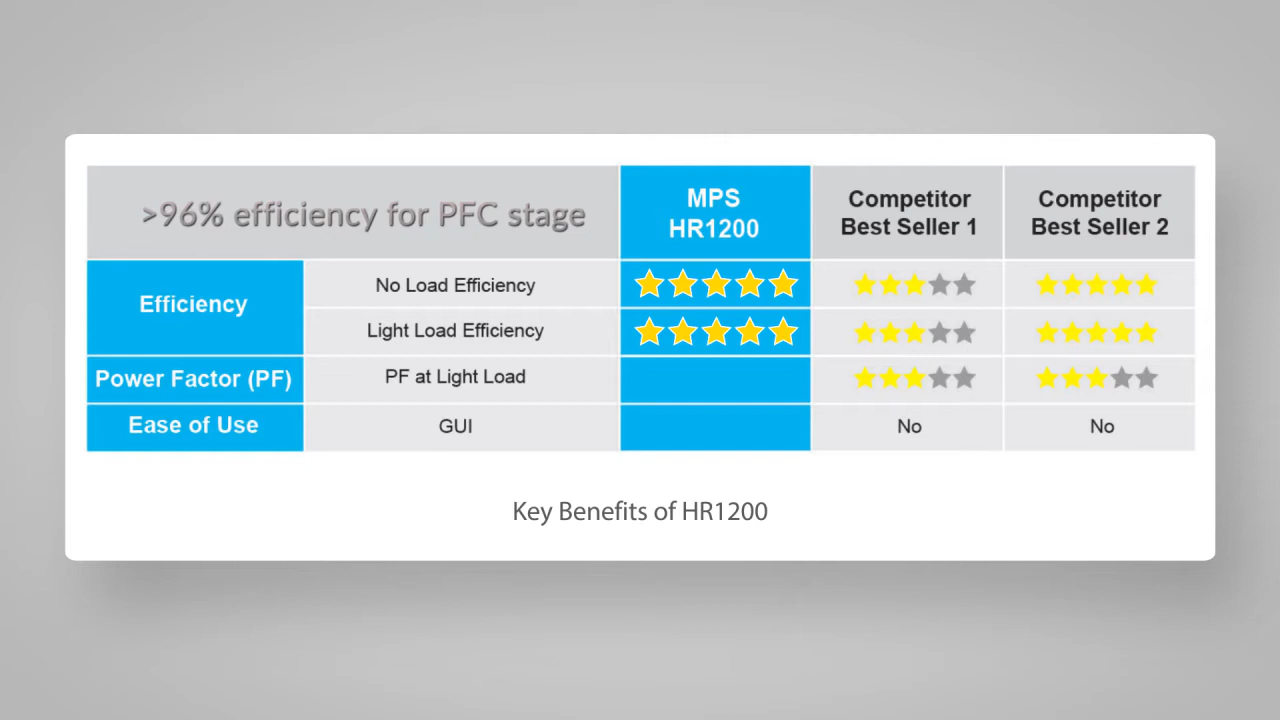 >96% efficiency for PFC stage
MPS
HR1200
Competitor
Best Seller 1
Competitor
Best Seller 2
Efficiency
No Load Efficiency
Light Load Efficiency
Power Factor (PF)
PF at Light Load
Ease of Use
GUI
No
No
Key Benefits of HR1200